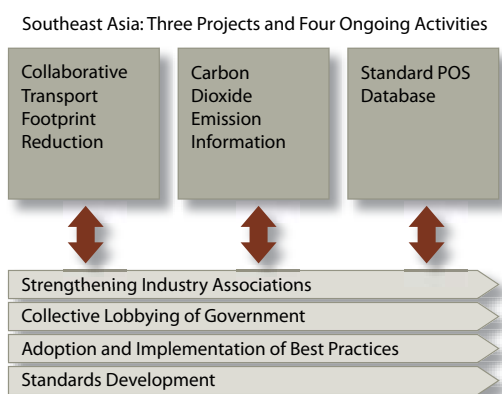 Southeast Asia: Three Projects and Four Ongoing Activities
Collaborative
Transport
Footprint
Reduction
Carbon
Dioxide
Emission
Information
Standard POS
Database
Strengthening Industry Associations
Collective Lobbying of Government
Adoption and Implementation of Best Practices
Standards Development